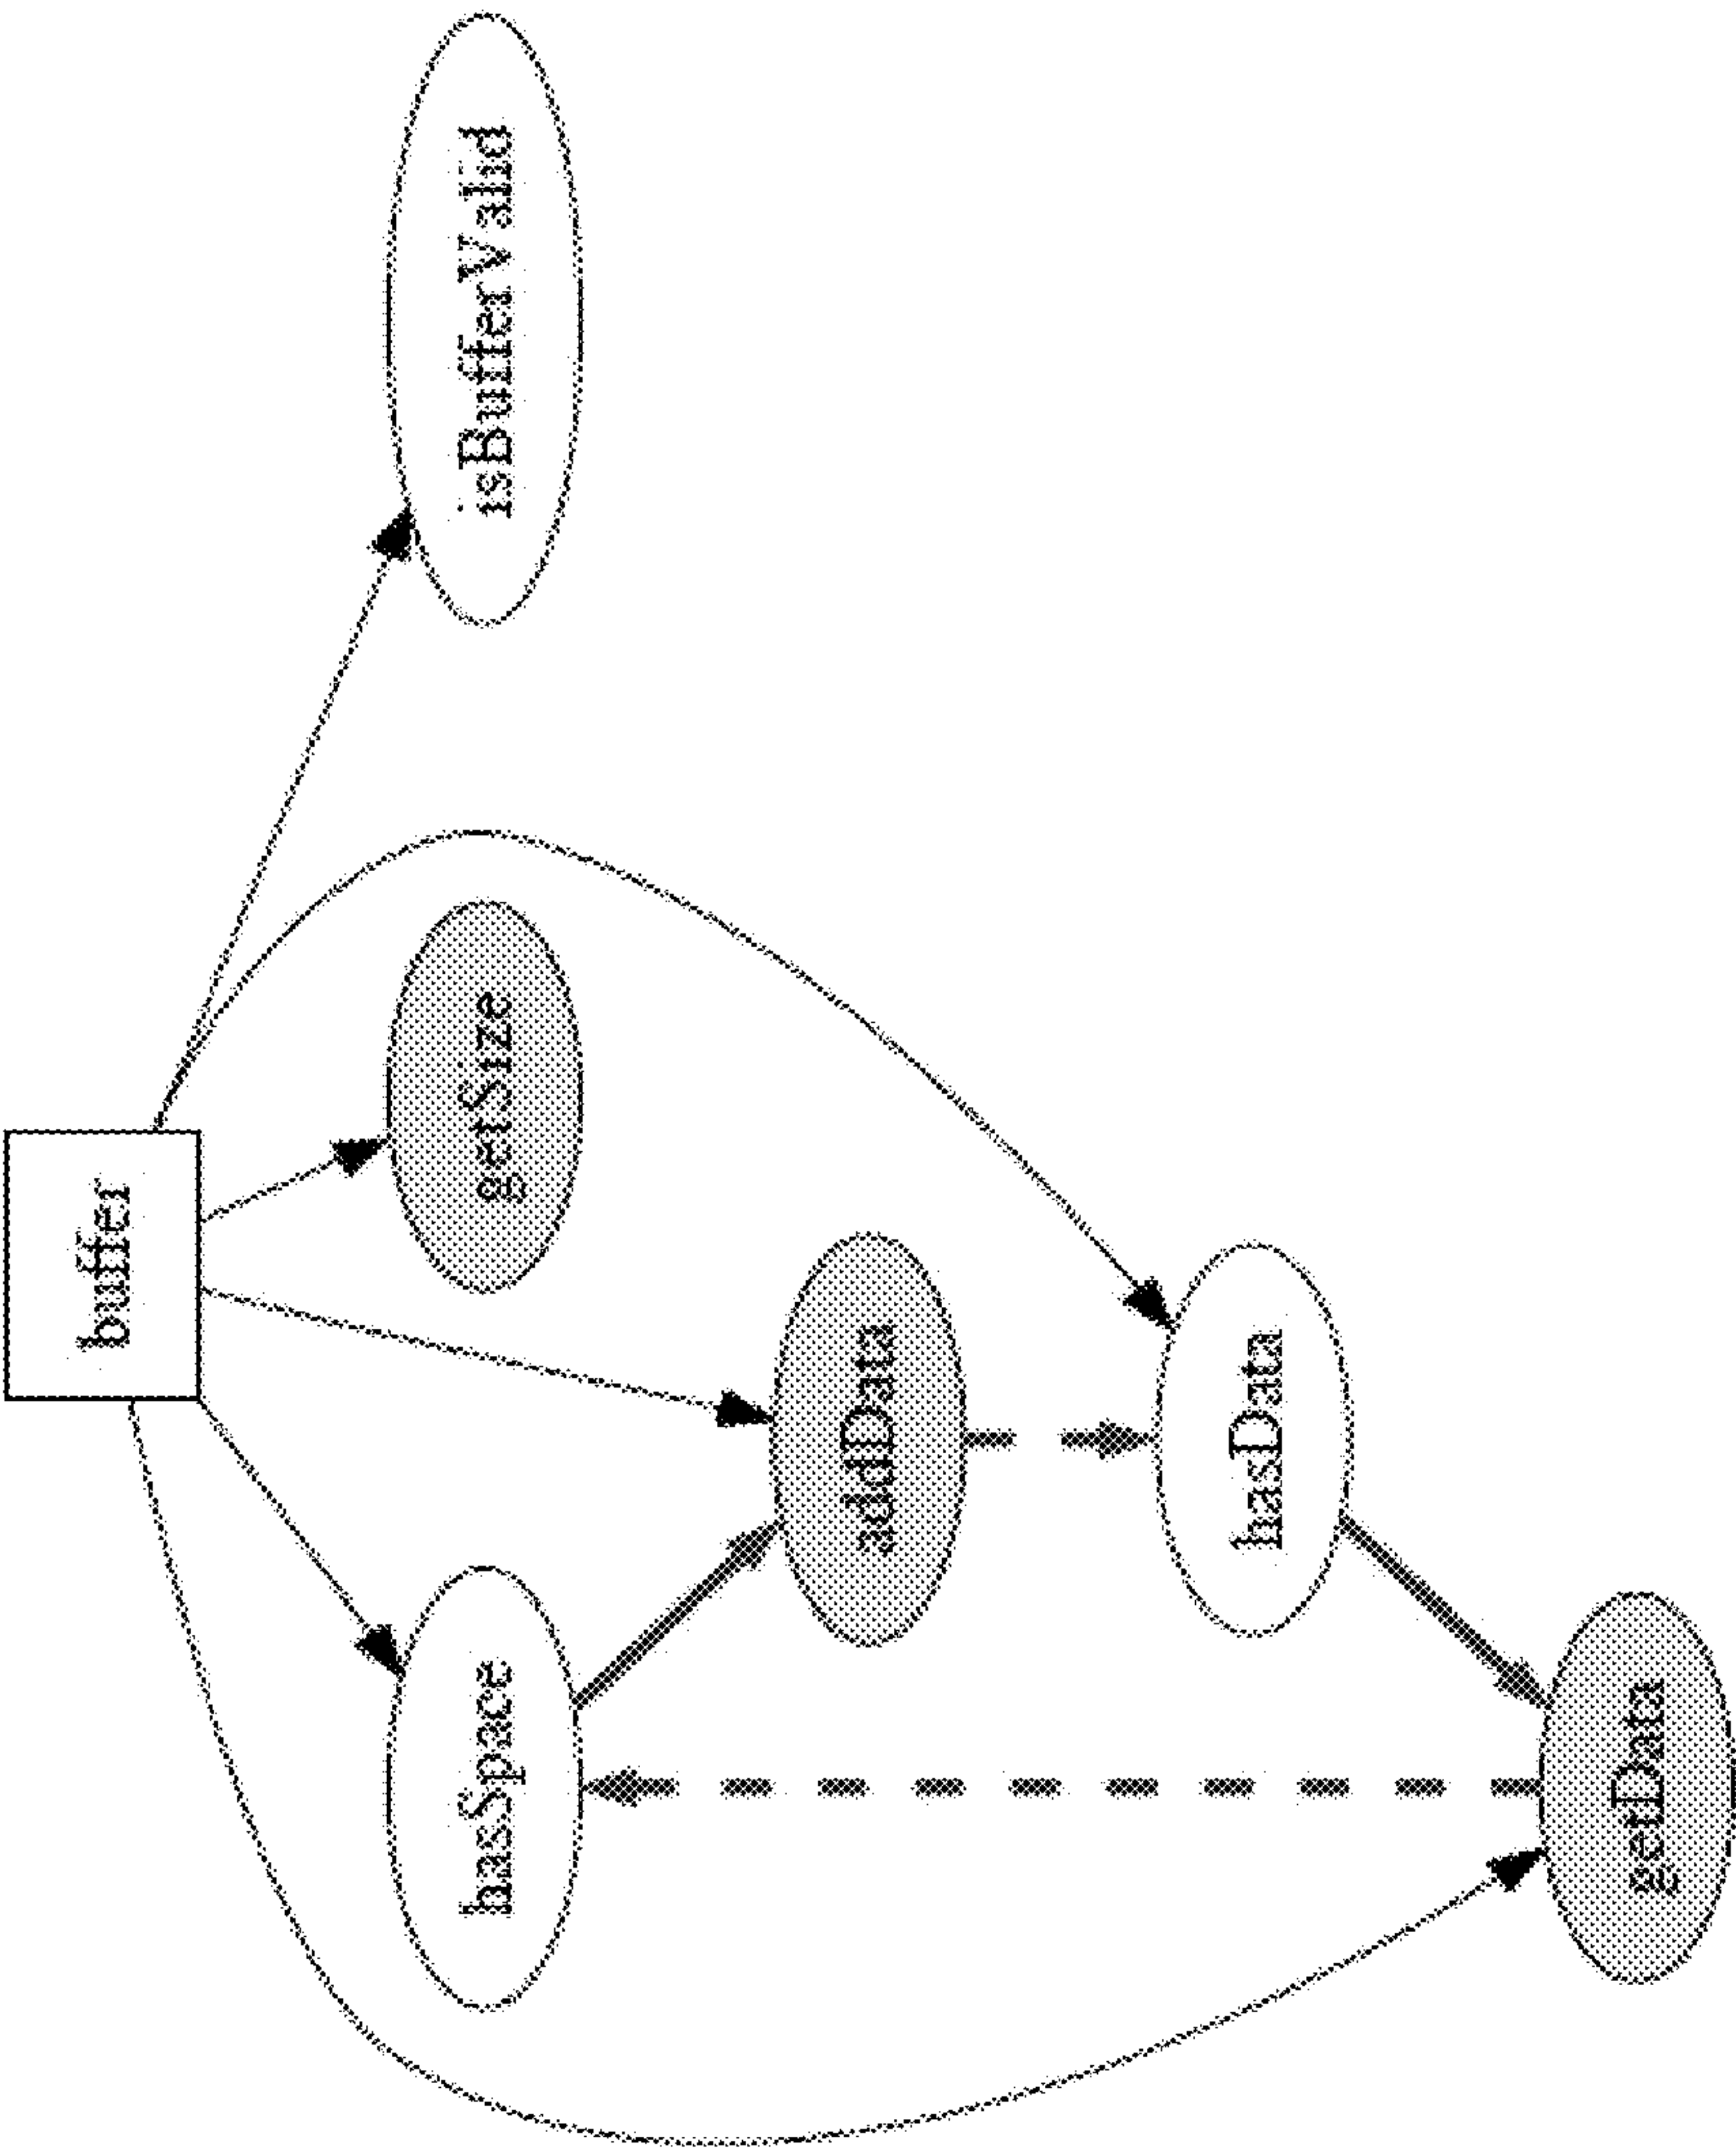 buffer
isBufferValid
getSize
hasSpace
addData
hasData
getData